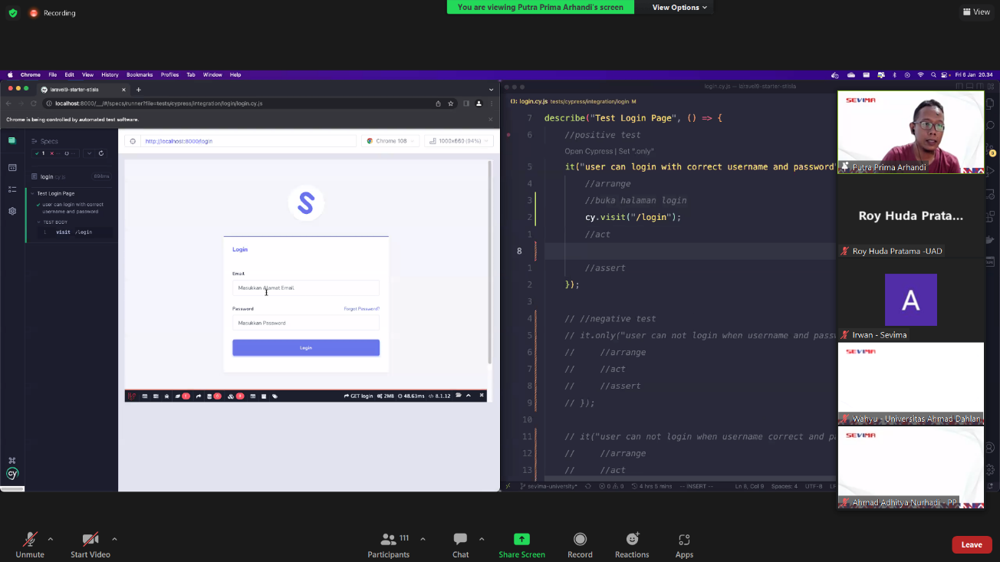 Recording
You are viewing Putra Prima Arhandi's screen
View Options
View
Chrome File Edit View History Bookmarks Profiles Tab Window Help
Fri 6 Jan 20.34
laravel9-starter-stisla
localhost:8000/__/#/specs/runner?file=tests/cypress/integration/login/login.cy.js
Chrome is being controlled by automated test software.
Specs
1
login cy.js 694ms
Test Login Page
user can login with correct
username and password
TEST BODY
1 visit /login
http://localhost:8000/login
Chrome 108
1000x660 (94%)
S
Login
Email
Masukkan Alamat Email
Password Forgot Password?
Masukkan Password
Login
GET login 2MB 48.63ms 8.1.12
cy
login.cy.js — laravel9-starter-stisla
login.cy.js tests/cypress/integration/login M
7 describe("Test Login Page", () => {
6 //positive test
Open Cypress | Set ".only"
5 it("user can login with correct username and password"
4 //arrange
3 //buka halaman login
2 cy.visit("/login");
1 //act
8
1 //assert
2 });
3
4 // //negative test
5 // it.only("user can not login when username and passw
6 // //arrange
7 // //act
8 // //assert
9 // });
10
11 // it("user can not login when username correct and pa
12 // //arrange
13 // //act
sevima-university* 0 0 4 hrs 5 mins -- INSERT -- Ln 8, Col 9 Spaces: 4 UTF-8
SEVIMA
Putra Prima Arhandi
Roy Huda Prata...
Roy Huda Pratama -UAD
A
Irwan - Sevima
SEVIMA
Wahyu - Universitas Ahmad Dahlan
SEVIMA
Ahmad Adhitya Nurhadi - PP
Unmute
Start Video
111
Participants
Chat
Share Screen
Record
Reactions
Apps
Leave